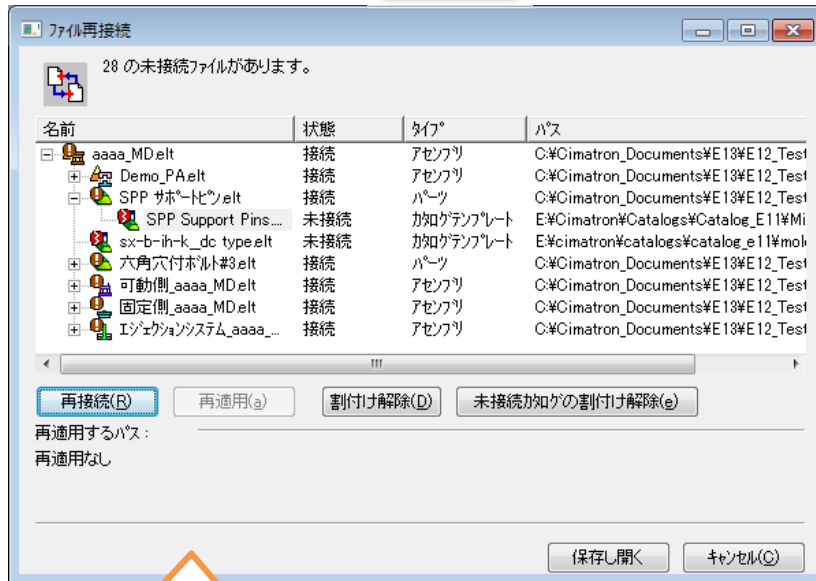 ファイル再接続
28 の未接続ファイルがあります。
名前 状態 タイプ パス
aaaa_MD.elt 接続 アセンブリ C:¥Cimatron_Documents¥E13¥E12_Test
Demo_PA.elt 接続 アセンブリ C:¥Cimatron_Documents¥E13¥E12_Test
SPP サポートピン.elt 接続 パーツ C:¥Cimatron_Documents¥E13¥E12_Test
SPP Support Pins.... 未接続 カタログテンプレート E:¥Cimatron¥Catalogs¥Catalog_E11¥Mi
sx-b-ih-k_dc type.elt 未接続 カタログテンプレート E:¥cimatron¥catalogs¥catalog_e11¥mol
六角穴付ボルト#3.elt 接続 パーツ C:¥Cimatron_Documents¥E13¥E12_Test
可動側_aaaa_MD.elt 接続 アセンブリ C:¥Cimatron_Documents¥E13¥E12_Test
固定側_aaaa_MD.elt 接続 アセンブリ C:¥Cimatron_Documents¥E13¥E12_Test
エジェクションシステム_aaaa_... 接続 アセンブリ C:¥Cimatron_Documents¥E13¥E12_Test
再接続(R) 再適用(a) 割付け解除(D) 未接続カタログの割付け解除(e)
再適用するパス:
再適用なし
保存し開く キャンセル(C)